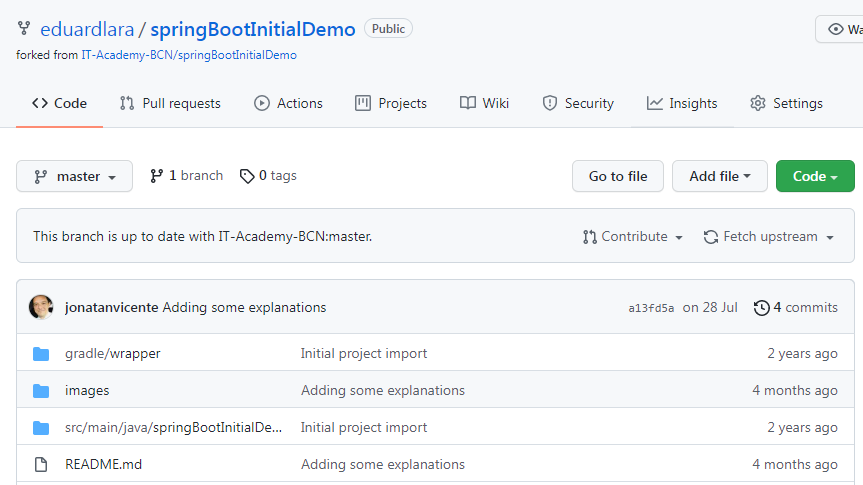 eduardlara / springBootInitialDemo Public
Wa
forked from IT-Academy-BCN/springBootInitialDemo
Code Pull requests Actions Projects Wiki Security Insights Settings
master 1 branch 0 tags Go to file Add file Code
This branch is up to date with IT-Academy-BCN:master. Contribute Fetch upstream
jonatanvicente Adding some explanations a13fd5a on 28 Jul 4 commits
gradle/wrapper Initial project import 2 years ago
images Adding some explanations 4 months ago
src/main/java/springBootInitialDe... Initial project import 2 years ago
README.md Adding some explanations 4 months ago